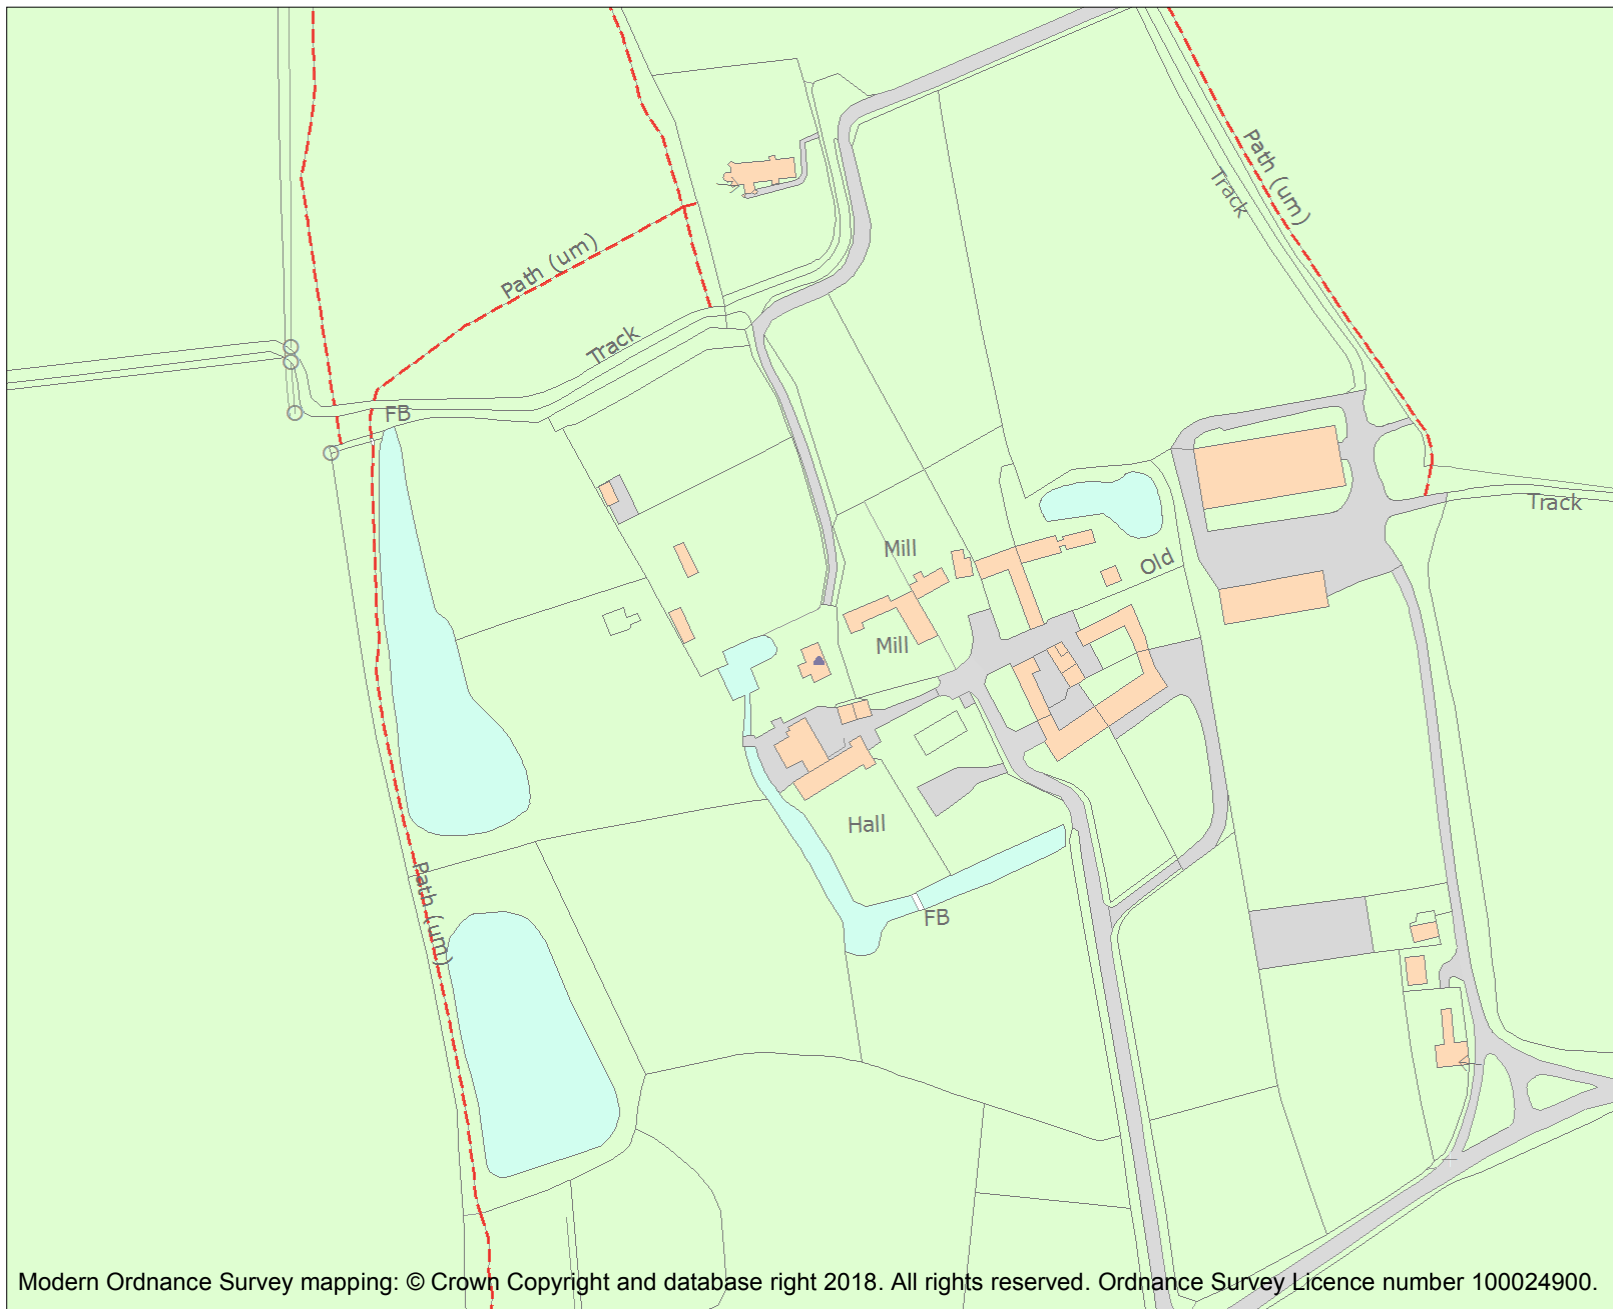 Path (um)
Track
Path (um)
Track
FB
Track
Mill
Old
Mill
Hall
Path (um)
FB
Modern Ordnance Survey mapping: © Crown Copyright and database right 2018. All rights reserved. Ordnance Survey Licence number 100024900.